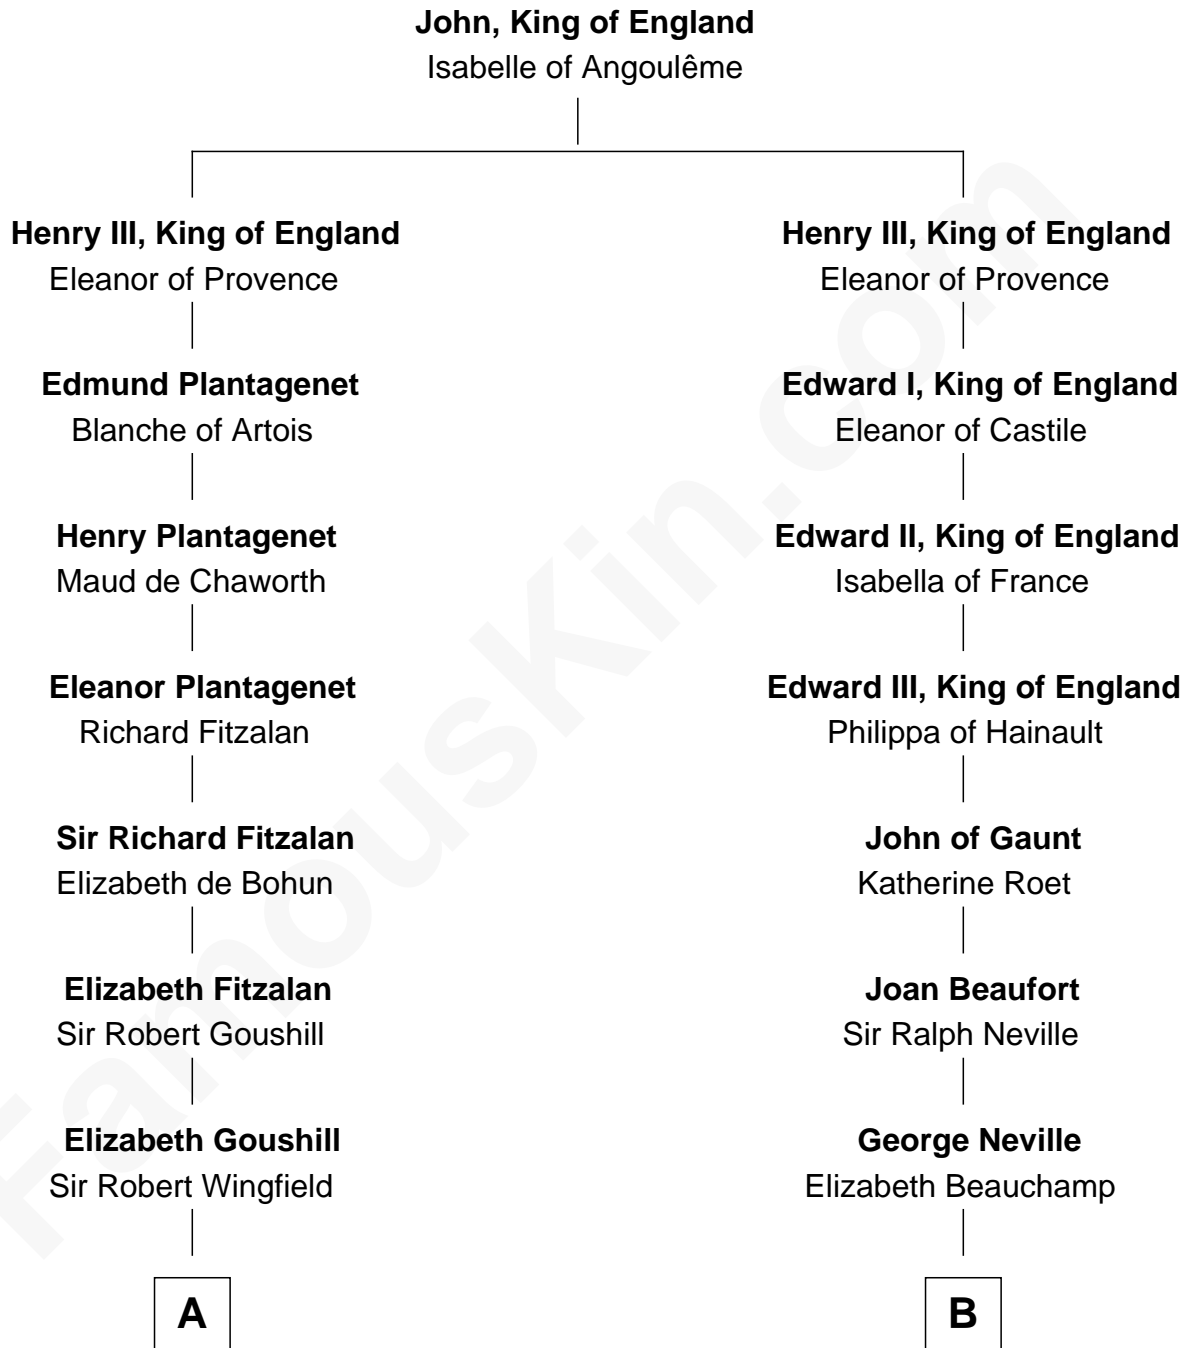 John, King of England
Isabelle of Angoulême
Henry III, King of England
Eleanor of Provence
Henry III, King of England
Eleanor of Provence
Edmund Plantagenet
Blanche of Artois
Edward I, King of England
Eleanor of Castile
Henry Plantagenet
Maud de Chaworth
Edward II, King of England
Isabella of France
Eleanor Plantagenet
Richard Fitzalan
Edward III, King of England
Philippa of Hainault
Sir Richard Fitzalan
Elizabeth de Bohun
John of Gaunt
Katherine Roet
Elizabeth Fitzalan
Sir Robert Goushill
Joan Beaufort
Sir Ralph Neville
Elizabeth Goushill
Sir Robert Wingfield
George Neville
Elizabeth Beauchamp
A
B
FamousKin.com